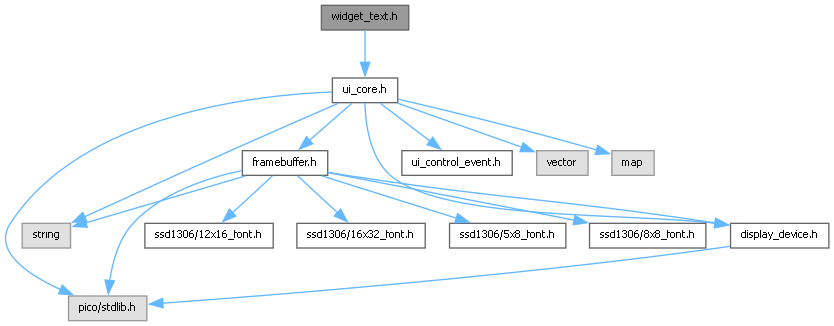 widget_text.h
ui_core.h
framebuffer.h
ui_control_event.h
vector
map
string
ssd1306/12x16_font.h
ssd1306/16x32_font.h
ssd1306/5x8_font.h
ssd1306/8x8_font.h
display_device.h
pico/stdlib.h